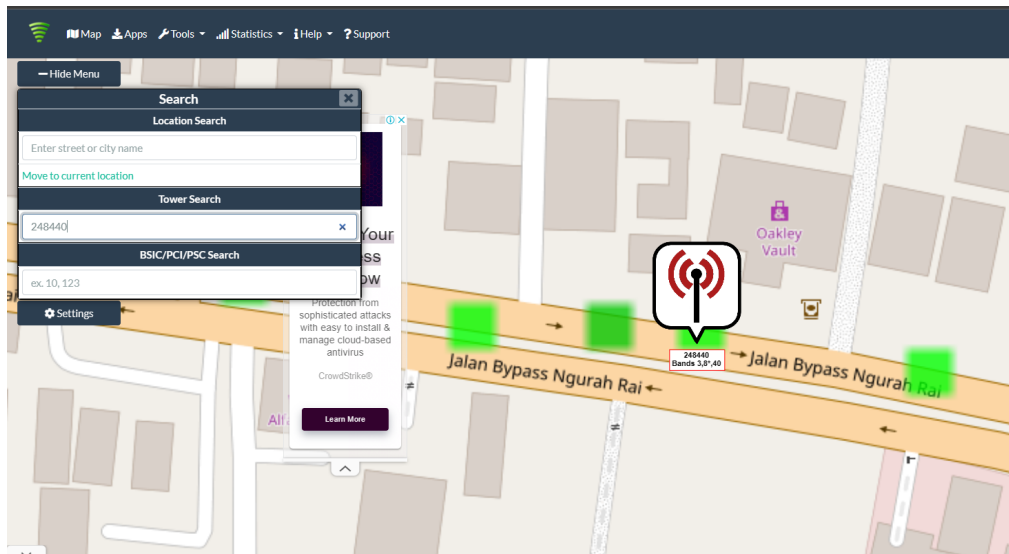 Map Apps Tools Statistics Help Support
Hide Menu
Search
Location Search
Enter street or city name
Move to current location
Tower Search
248440
BSIC/PCI/PSC Search
ex. 10, 123
Settings
Your
ow
Protection from
sophisticated attacks
with easy to install &
manage cloud-based
antivirus
CrowdStrike®
Learn More
Oakley
Vault
248440
Bands 3,8*,40
Jalan Bypass Ngurah Rai
Jalan Bypass Ngurah Rai